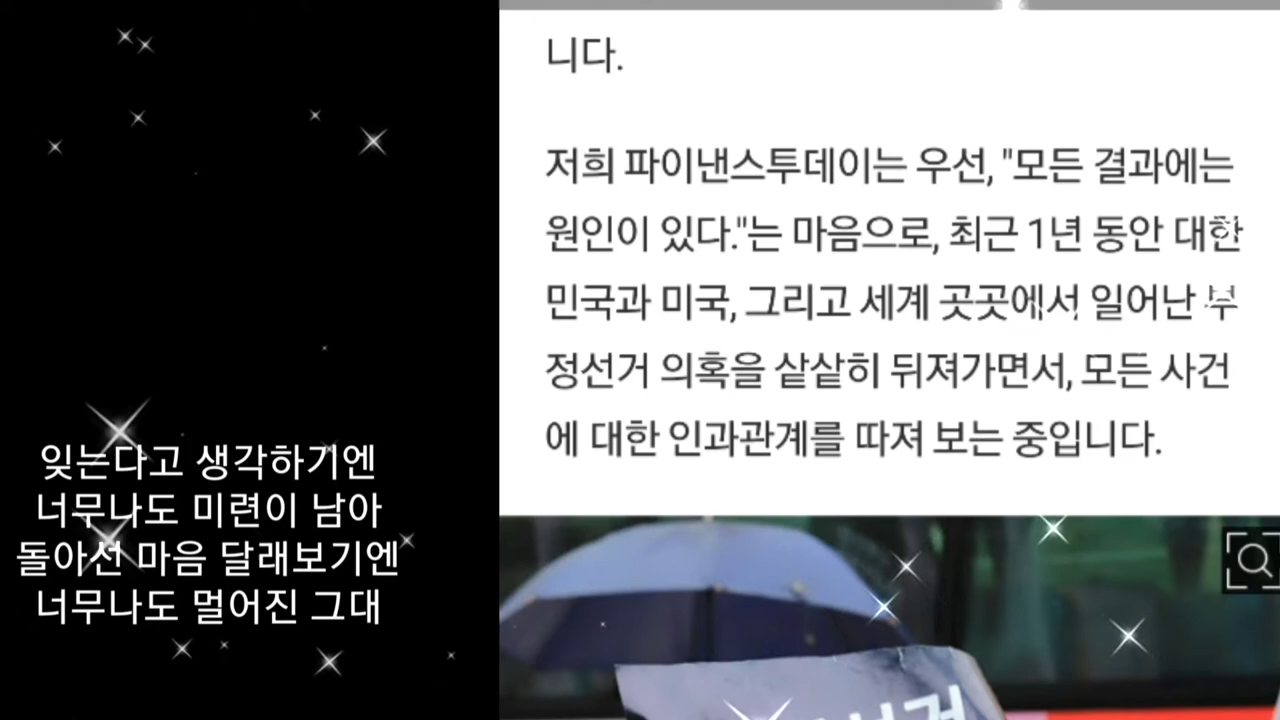 잊는다고 생각하기엔
너무나도 미련이 남아
돌아선 마음 달래보기엔
너무나도 멀어진 그대
니다.
저희 파이낸스투데이는 우선, "모든 결과에는
원인이 있다."는 마음으로, 최근 1년 동안 대한
민국과 미국, 그리고 세계 곳곳에서 일어난 부
정선거 의혹을 샅샅히 뒤져가면서, 모든 사건
에 대한 인과관계를 따져 보는 중입니다.